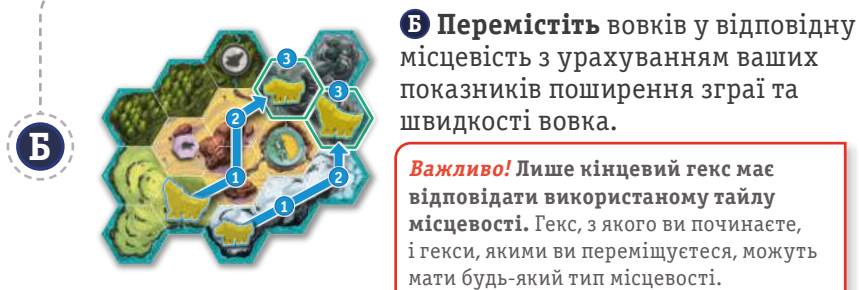 Б
3
3
2
1
2
1
Б Перемістіть вовків у відповідну
місцевість з урахуванням ваших
показників поширення зграї та
швидкості вовка.
Важливо! Лише кінцевий гекс має
відповідати використаному тайлу
місцевості. Гекс, з якого ви починаєте,
і гекси, якими ви переміщуєтеся, можуть
мати будь-який тип місцевості.